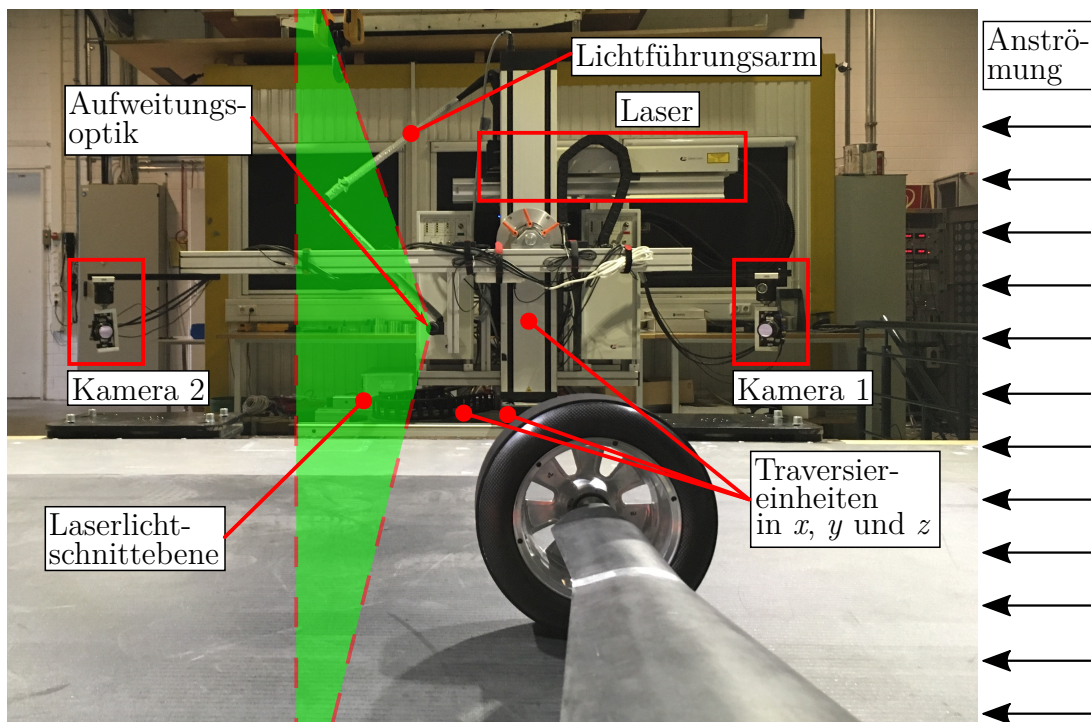 Lichtführungsarm
Anströ-
mung
Aufweitungs-
optik
Laser
Kamera 2
Kamera 1
Laserlicht-
schnittebene
Traversier-
einheiten
in x, y und z